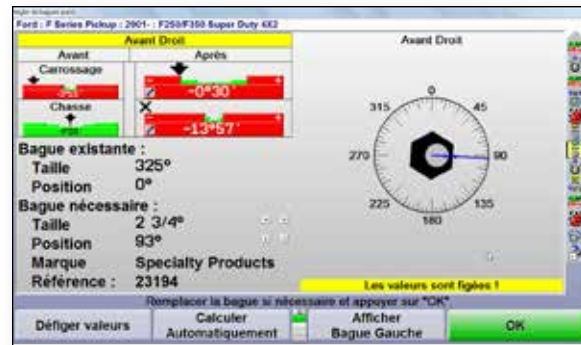 Ford : F Series Pickup : 2001- : F250/F350 Super Duty 4X2
Avant Droit
Avant Après
Carrossage
-0°30'
Chasse
-13°57'
Bague existante :
Taille 325°
Position 0°
Bague nécessaire :
Taille 2 3/4°
Position 93°
Marque Specialty Products
Référence : 23194
Avant Droit
0
45
90
135
180
225
270
315
Les valeurs sont figées !
Remplacer la bague si nécessaire et appuyer sur "OK"
Défiger valeurs
Calculer
Automatiquement
Afficher
Bague Gauche
OK